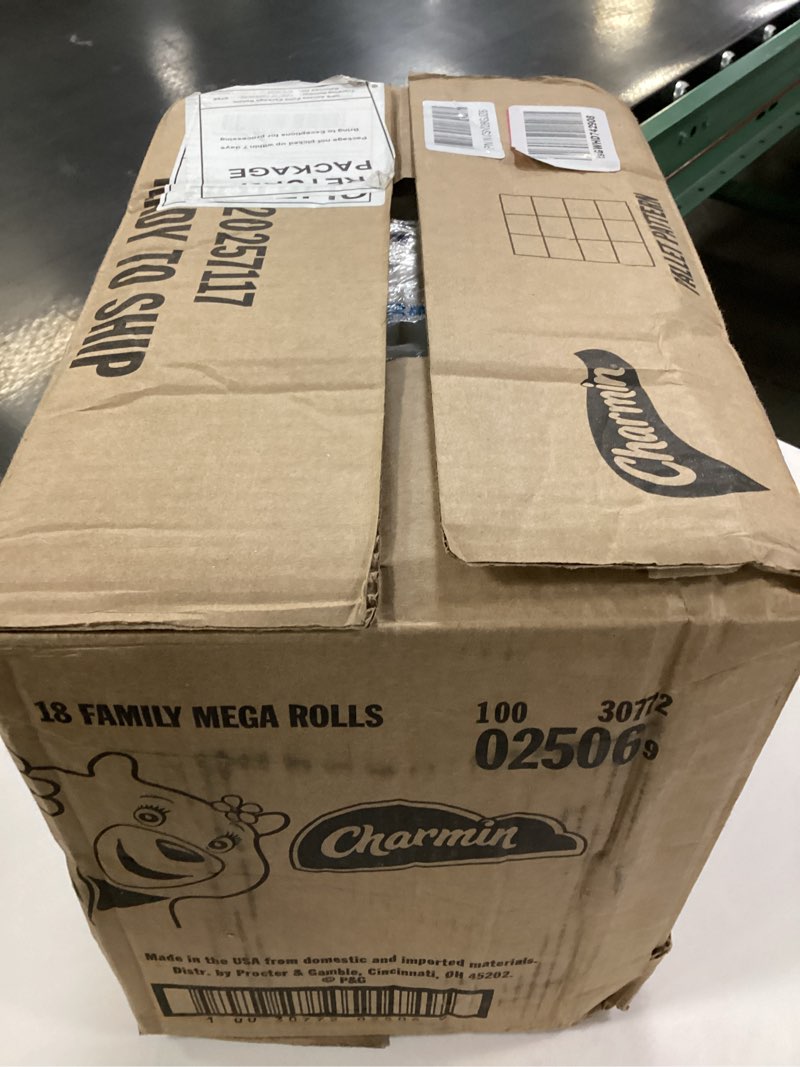 RETURN
PACKAGE
Package not picked up within 7 days
Bring to Exceptions for processing
20257117
READY TO SHIP
PALLET PATTERN
Charmin
18 FAMILY MEGA ROLLS
100 30772
02506 9
Charmin
Made in the USA from domestic and imported materials.
Distr. by Procter & Gamble, Cincinnati, OH 45202.
© P&G